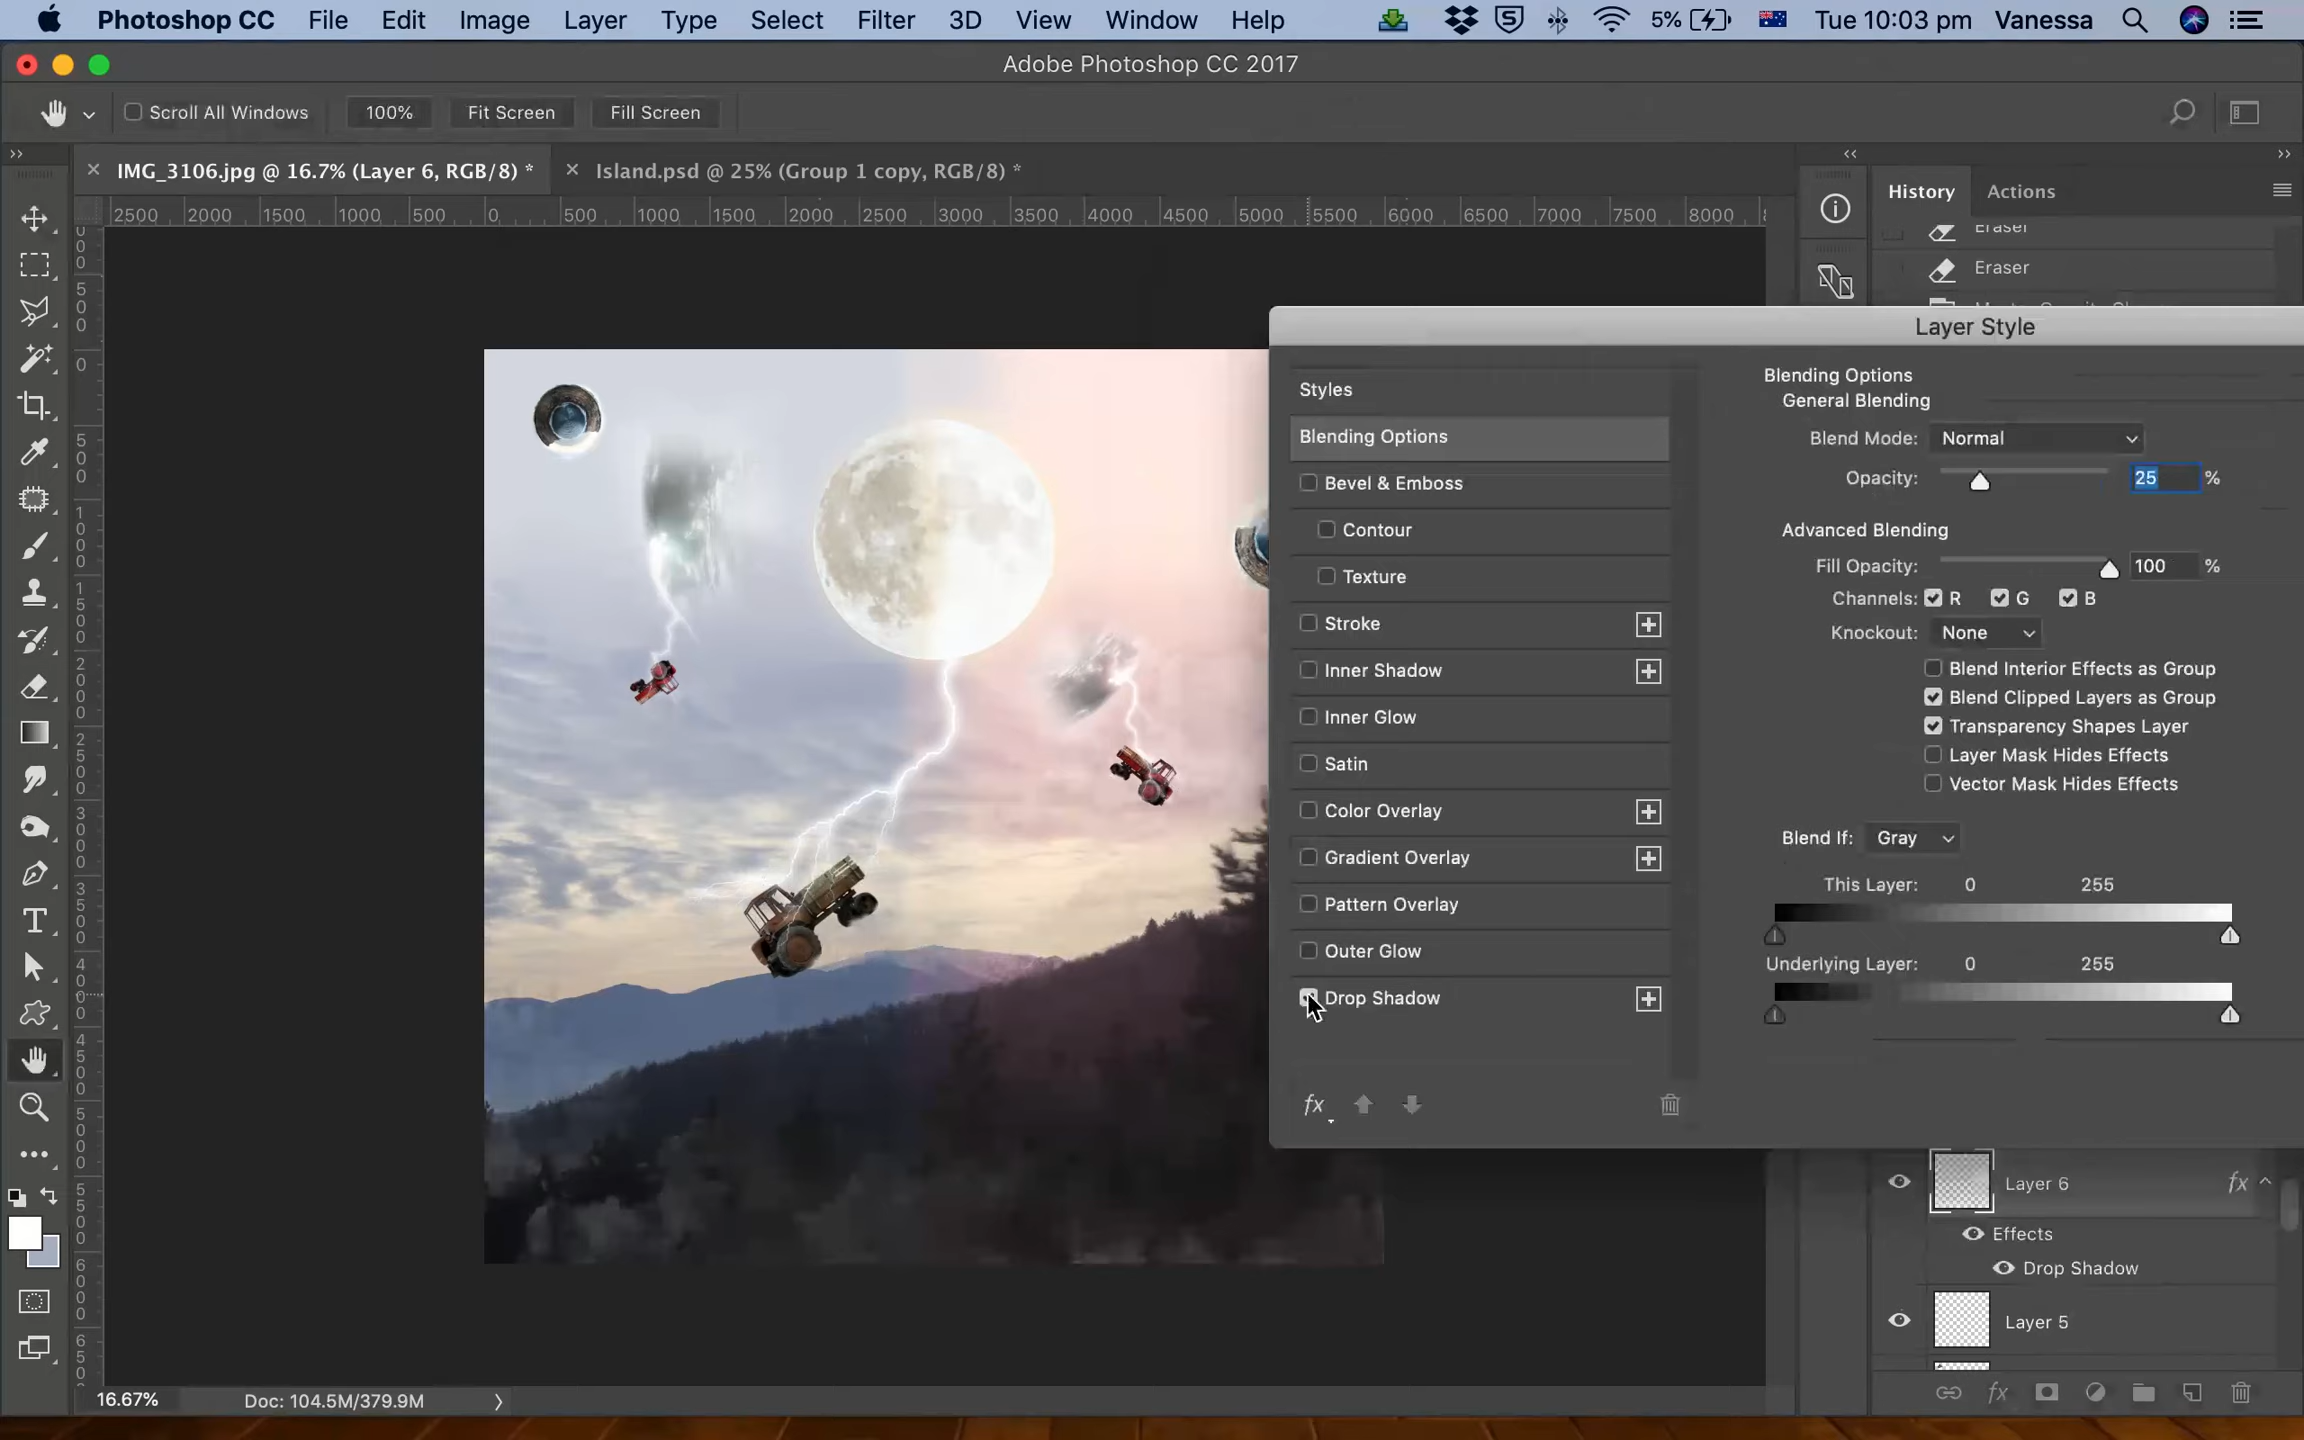 Photoshop CC File Edit Image Layer Type Select Filter 3D View Window Help 5% Tue 10:03 pm Vanessa
Adobe Photoshop CC 2017
Scroll All Windows 100% Fit Screen Fill Screen
IMG_3106.jpg @ 16.7% (Layer 6, RGB/8) * Island.psd @ 25% (Group 1 copy, RGB/8) *
History Actions
2500 2000 1500 1000 500 0 500 1000 1500 2000 2500 3000 3500 4000 4500 5000 5500 6000 6500 7000 7500 8000
Eraser
Eraser
Layer Style
Styles
Blending Options
Bevel & Emboss
Contour
Texture
Stroke
Inner Shadow
Inner Glow
Satin
Color Overlay
Gradient Overlay
Pattern Overlay
Outer Glow
Drop Shadow
fx
Blending Options
General Blending
Blend Mode: Normal
Opacity: 25 %
Advanced Blending
Fill Opacity: 100 %
Channels: R G B
Knockout: None
Blend Interior Effects as Group
Blend Clipped Layers as Group
Transparency Shapes Layer
Layer Mask Hides Effects
Vector Mask Hides Effects
Blend If: Gray
This Layer: 0 255
Underlying Layer: 0 255
Layer 6 fx
Effects
Drop Shadow
Layer 5
fx
16.67% Doc: 104.5M/379.9M